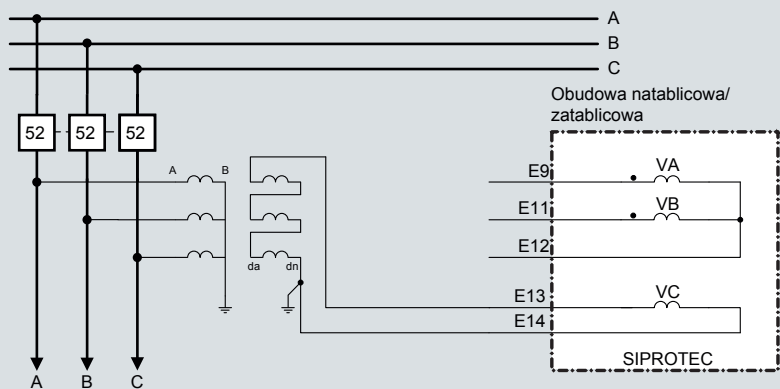 A
B
C
Obudowa natablicowa/
zatablicowa
52 52 52
A B
E9 VA
E11 VB
E12
da dn
E13 VC
E14
SIPROTEC
A B C